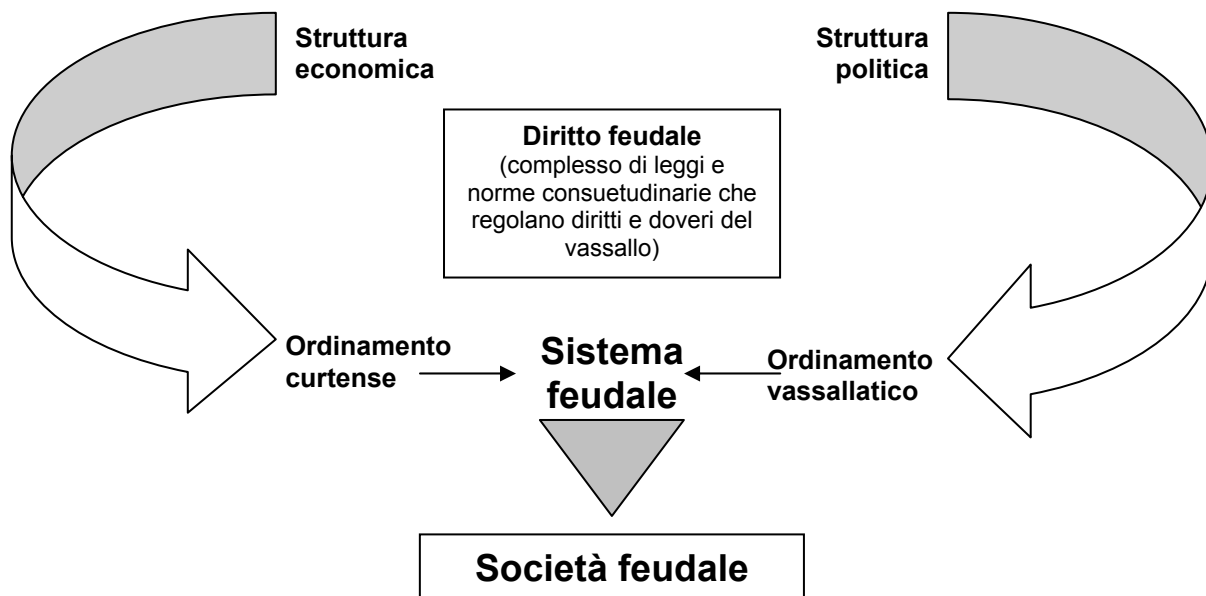 Struttura
economica
Struttura
politica
Diritto feudale
(complesso di leggi e
norme consuetudinarie che
regolano diritti e doveri del
vassallo)
Ordinamento
curtense
Sistema
feudale
Ordinamento
vassallatico
Società feudale